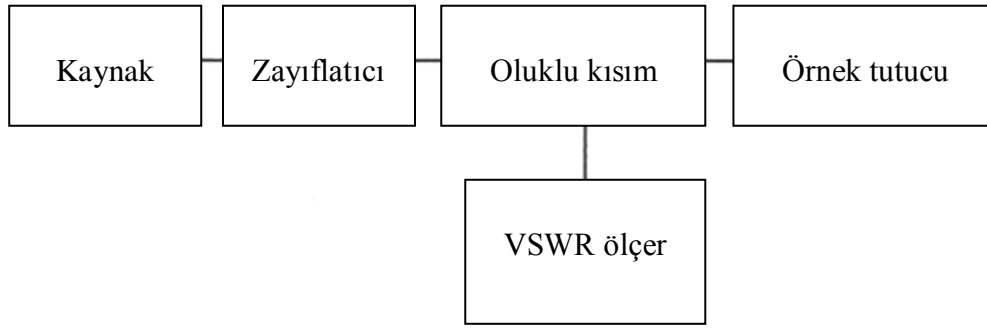 Kaynak
Zayıflatıcı
Oluklu kısım
Örnek tutucu
VSWR ölçer